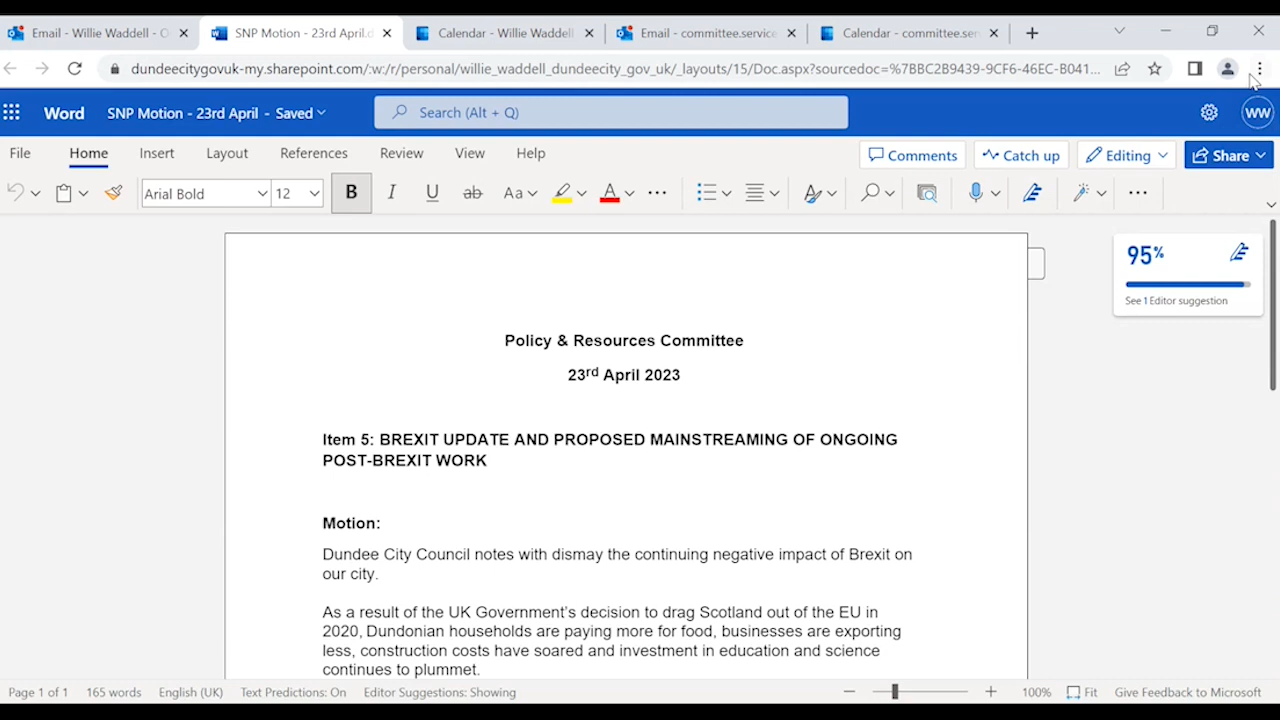 Email - Willie Waddell - O
SNP Motion - 23rd April.d
Calendar - Willie Waddell
Email - committee.service
Calendar - committee.ser
dundeecitygovuk-my.sharepoint.com/:w:/r/personal/willie_waddell_dundeecity_gov_uk/_layouts/15/Doc.aspx?sourcedoc=%7BBC2B9439-9CF6-46EC-B041...
Word SNP Motion - 23rd April - Saved Search (Alt + Q) WW
File Home Insert Layout References Review View Help Comments Catch up Editing Share
Arial Bold 12 B I U ab Aa A A
95%
See 1 Editor suggestion
Policy & Resources Committee
23rd April 2023
Item 5: BREXIT UPDATE AND PROPOSED MAINSTREAMING OF ONGOING
POST-BREXIT WORK
Motion:
Dundee City Council notes with dismay the continuing negative impact of Brexit on
our city.
As a result of the UK Government's decision to drag Scotland out of the EU in
2020, Dundonian households are paying more for food, businesses are exporting
less, construction costs have soared and investment in education and science
continues to plummet.
Page 1 of 1 165 words English (UK) Text Predictions: On Editor Suggestions: Showing 100% Fit Give Feedback to Microsoft